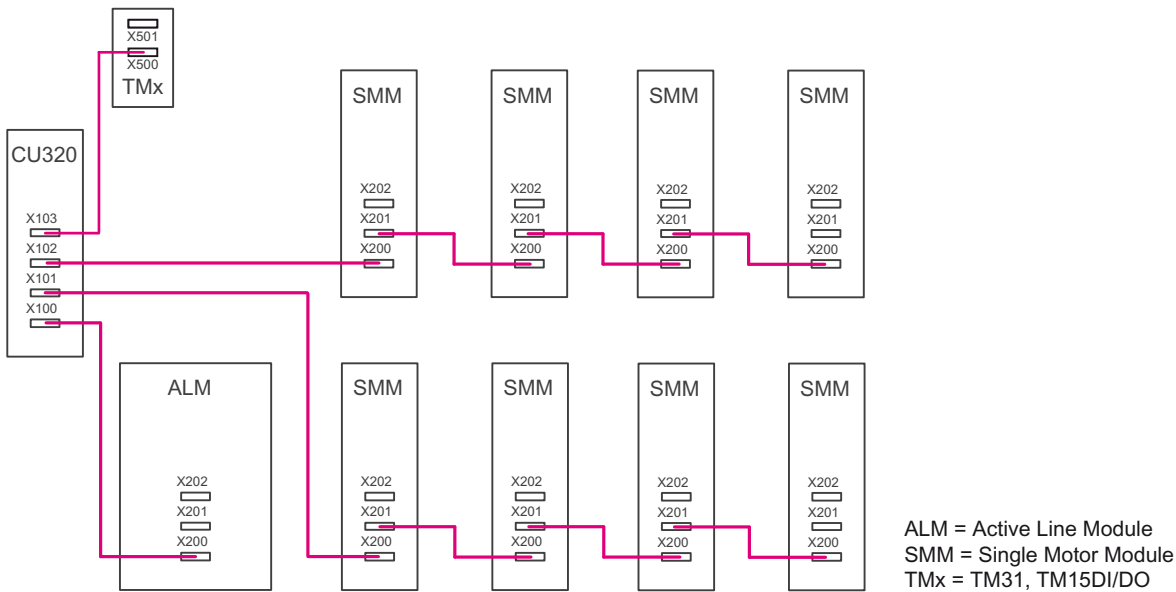 X501
X500
TMx
SMM SMM SMM SMM
CU320
X202 X202 X202 X202
X103 X201 X201 X201 X201
X102 X200 X200 X200 X200
X101
X100
ALM SMM SMM SMM SMM
X202 X202 X202 X202 X202
X201 X201 X201 X201 X201
X200 X200 X200 X200 X200
ALM = Active Line Module
SMM = Single Motor Module
TMx = TM31, TM15DI/DO